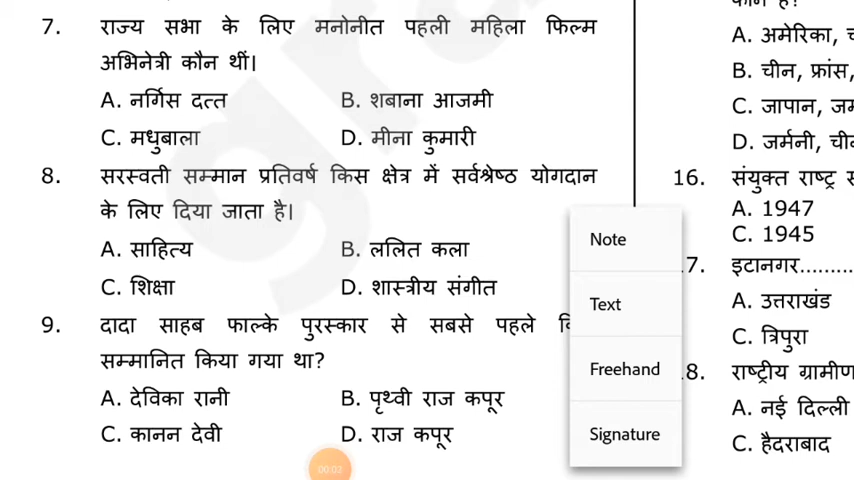 7. राज्य सभा के लिए मनोनीत पहली महिला फिल्म
अभिनेत्री कौन थीं।
A. नर्गिस दत्त B. शबाना आजमी
C. मधुबाला D. मीना कुमारी
8. सरस्वती सम्मान प्रतिवर्ष किस क्षेत्र में सर्वश्रेष्ठ योगदान
के लिए दिया जाता है।
A. साहित्य B. ललित कला
C. शिक्षा D. शास्त्रीय संगीत
9. दादा साहब फाल्के पुरस्कार से सबसे पहले
सम्मानित किया गया था?
A. देविका रानी B. पृथ्वी राज कपूर
C. कानन देवी D. राज कपूर
00:02
Note
Text
Freehand
Signature
कौन है?
A. अमेरिका,
B. चीन, फ्रांस,
C. जापान,
D. जर्मनी,
16. संयुक्त राष्ट्र
A. 1947
C. 1945
7. इटानगर.........
A. उत्तराखंड
C. त्रिपुरा
8. राष्ट्रीय ग्रामीण
A. नई दिल्ली
C. हैदराबाद